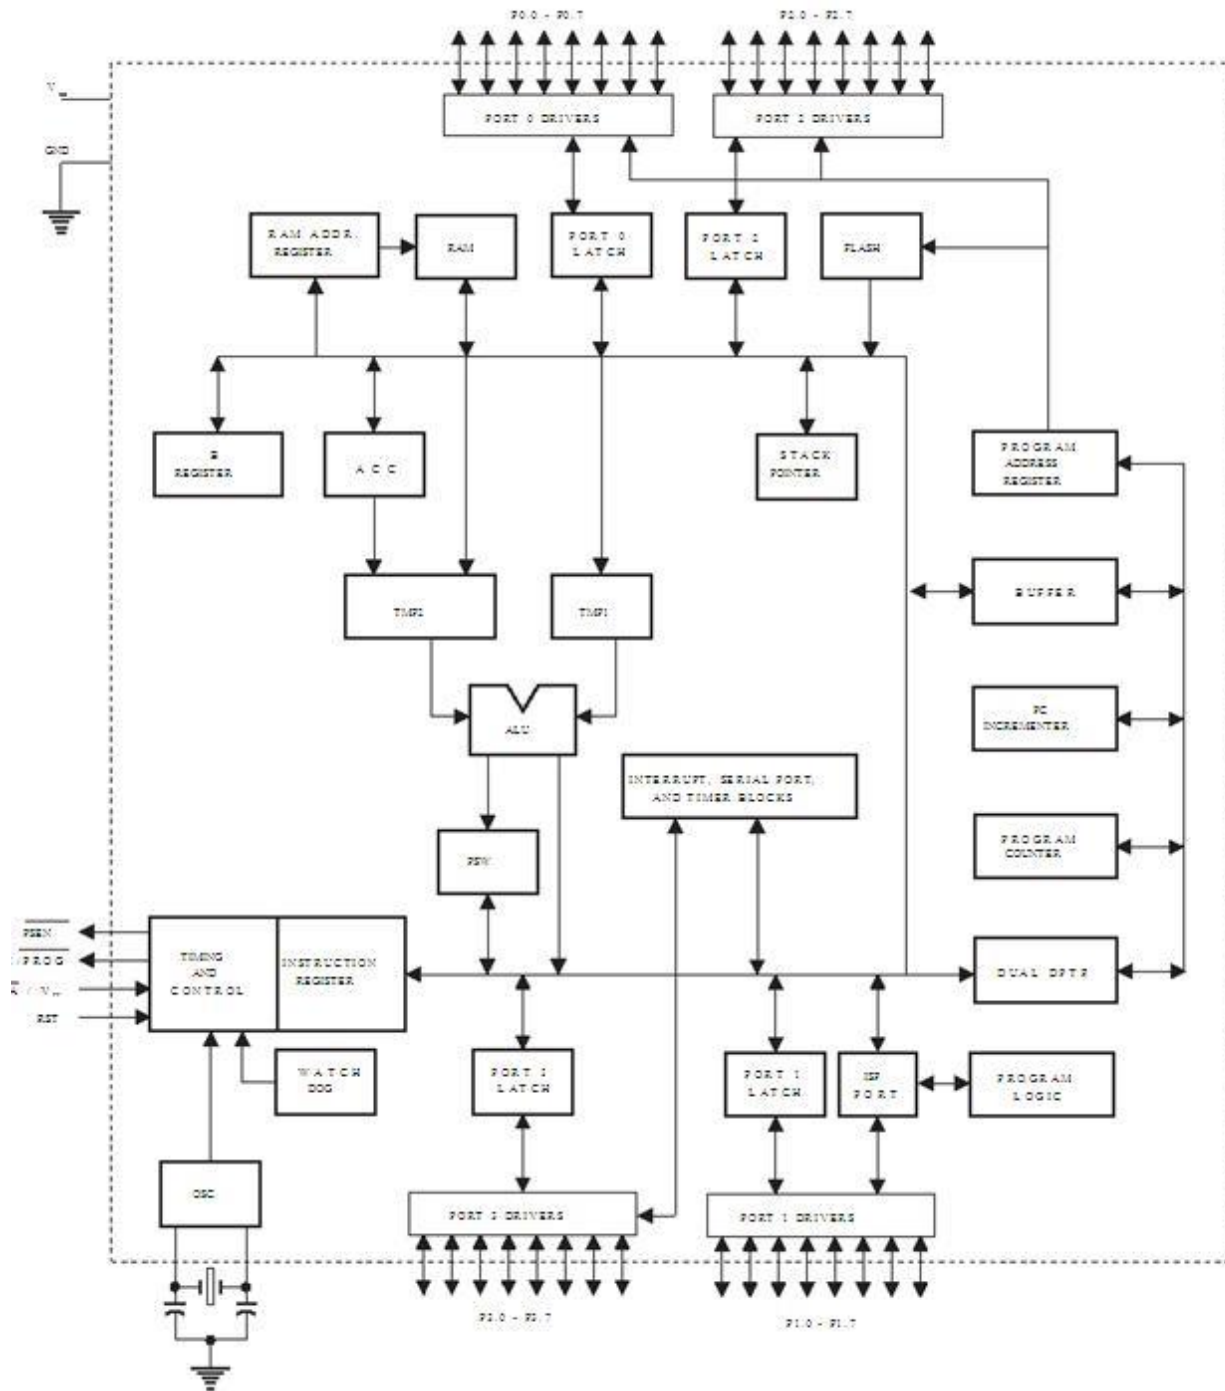 P0.0 - P0.7
P2.0 - P2.7
GND
PORT 0 DRIVERS
PORT 2 DRIVERS
RAM ADDR.
REGISTER
RAM
PORT 0
LATCH
PORT 2
LATCH
FLASH
B
REGISTER
ACC
STACK
POINTER
PROGRAM
ADDRESS
REGISTER
BUFFER
TMP2
TMP1
ALU
PC
INCREMENTER
INTERRUPT, SERIAL PORT,
AND TIMER BLOCKS
PROGRAM
COUNTER
PSW
PSEN
/PROG
RST
TIMING
AND
CONTROL
INSTRUCTION
REGISTER
DUAL DPTR
WATCH
DOG
PORT 3
LATCH
PORT 1
LATCH
ISP
PORT
PROGRAM
LOGIC
OSC
PORT 3 DRIVERS
PORT 1 DRIVERS
P3.0 - P3.7
P1.0 - P1.7